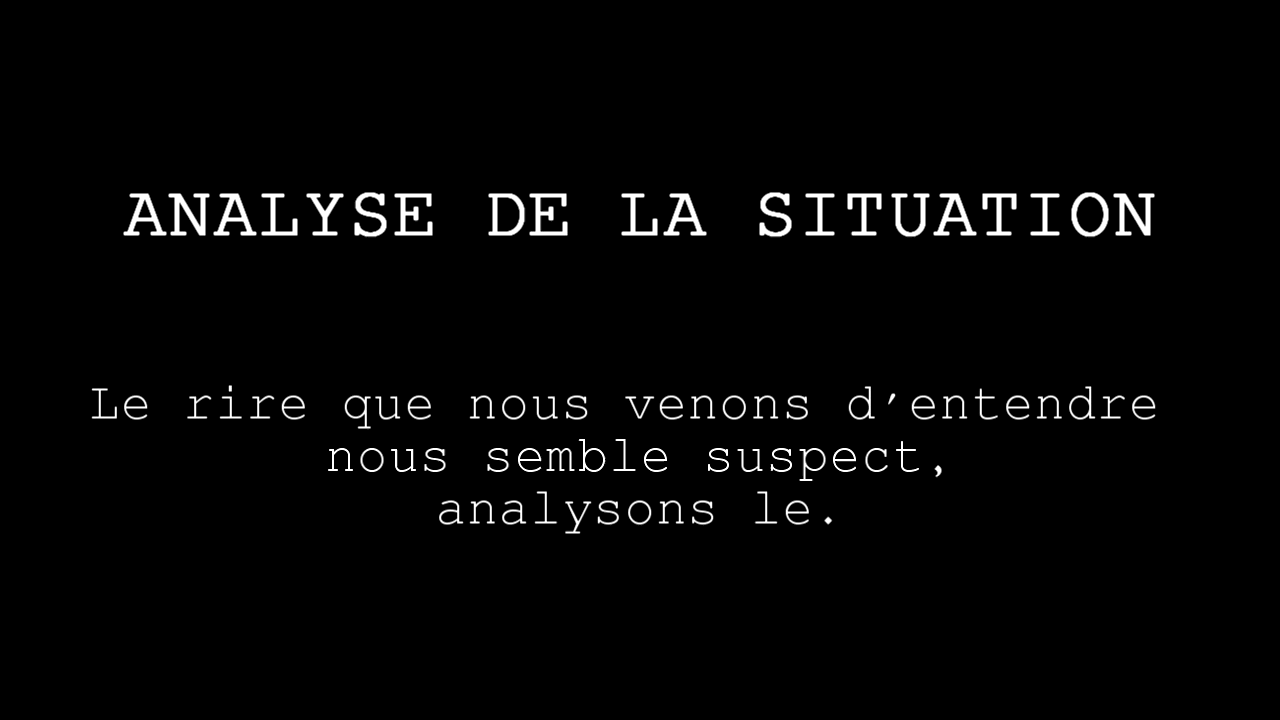 ANALYSE DE LA SITUATION
Le rire que nous venons d’entendre
nous semble suspect,
analysons le.